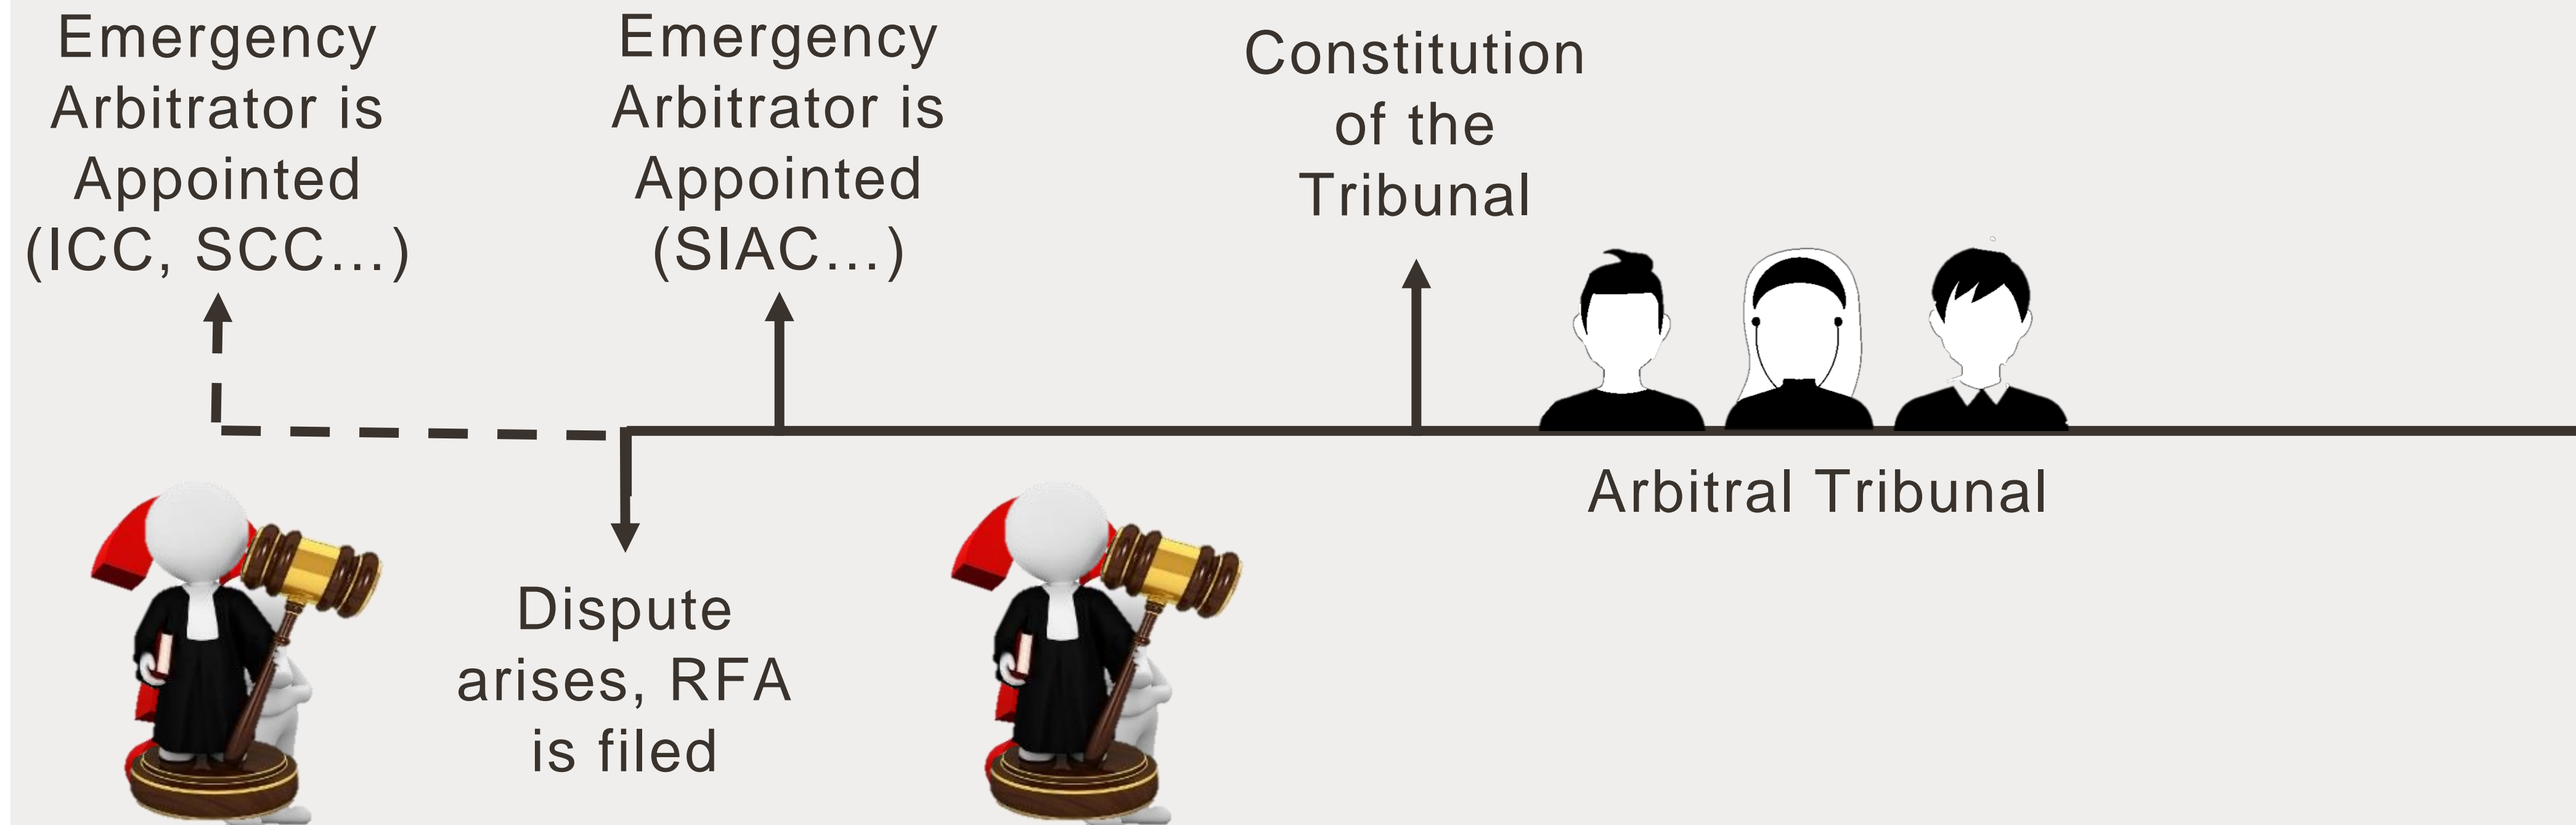 Emergency
Arbitrator is
Appointed
(ICC, SCC…)
Emergency
Arbitrator is
Appointed
(SIAC…)
Constitution
of the
Tribunal
Arbitral Tribunal
Dispute
arises, RFA
is filed